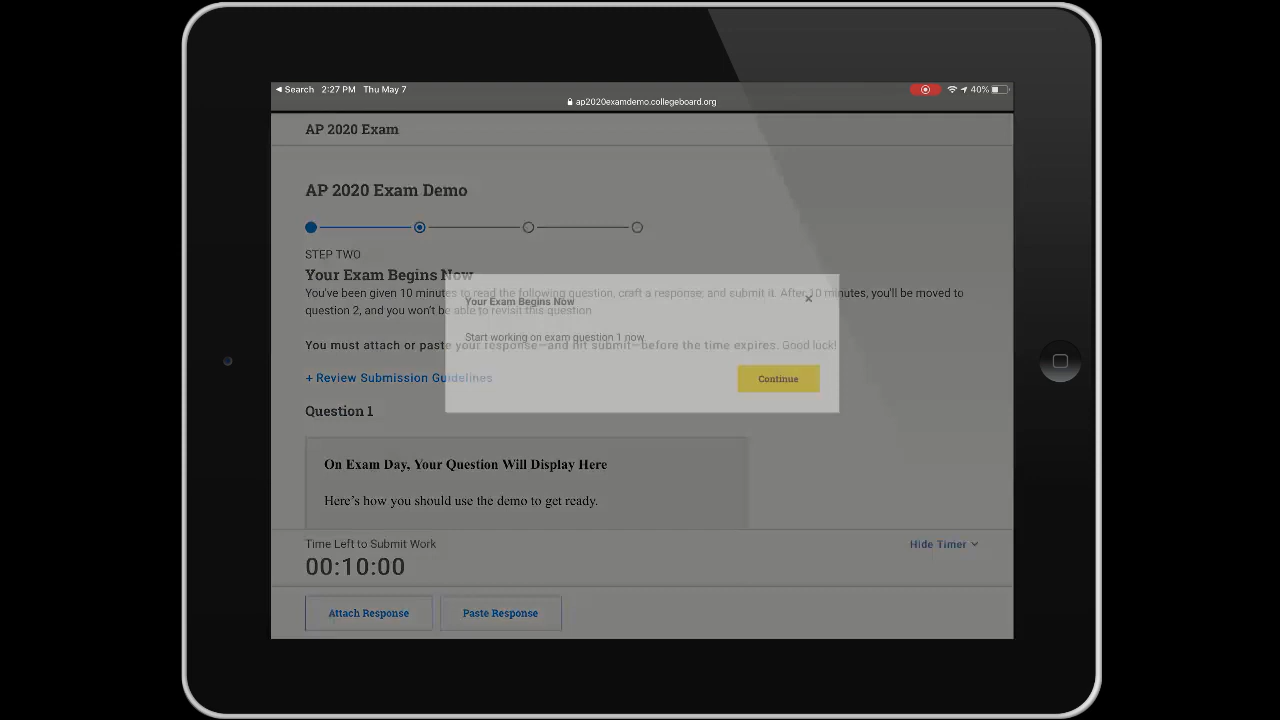 Search 2:27 PM Thu May 7 40%
ap2020examdemo.collegeboard.org
AP 2020 Exam
AP 2020 Exam Demo
STEP TWO
Your Exam Begins Now
You've been given 10 minutes to read the following question, craft a response, and submit it. After 10 minutes, you'll be moved to
question 2, and you won't be able to revisit this question
You must attach or paste your response—and hit submit—before the time expires. Good luck!
+ Review Submission Guidelines
Your Exam Begins Now
Start working on exam question 1 now
Continue
Question 1
On Exam Day, Your Question Will Display Here
Here's how you should use the demo to get ready.
Time Left to Submit Work
Hide Timer
00:10:00
Attach Response
Paste Response